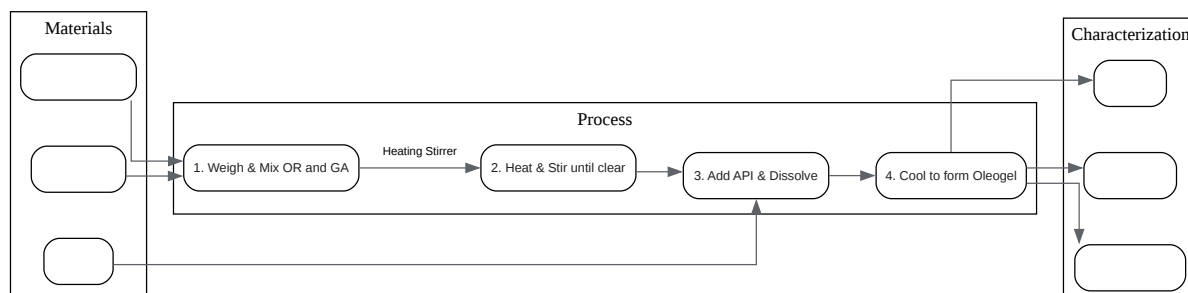 Materials
Characterization
Process
1. Weigh & Mix OR and GA
Heating Stirrer
2. Heat & Stir until clear
3. Add API & Dissolve
4. Cool to form Oleogel